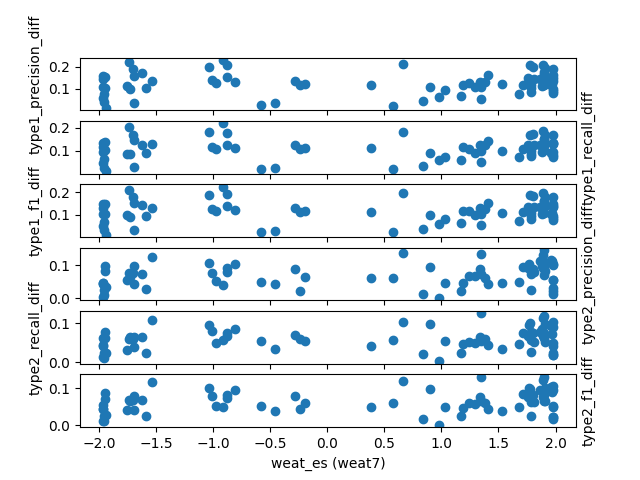 type1_precision_diff
0.2
0.1
type1_recall_diff
0.2
0.1
type1_f1_diff
0.2
0.1
type2_precision_diff
0.1
0.0
type2_recall_diff
0.1
0.0
type2_f1_diff
0.1
0.0
−2.0 −1.5 −1.0 −0.5 0.0 0.5 1.0 1.5 2.0
weat_es (weat7)